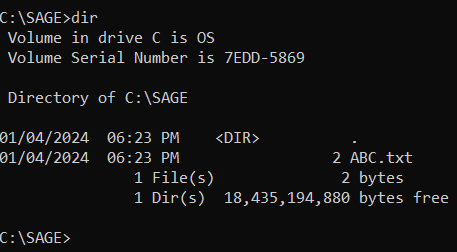 C:\SAGE>dir
 Volume in drive C is OS
 Volume Serial Number is 7EDD-5869

 Directory of C:\SAGE

01/04/2024  06:23 PM    <DIR>          .
01/04/2024  06:23 PM                 2 ABC.txt
               1 File(s)              2 bytes
               1 Dir(s)  18,435,194,880 bytes free

C:\SAGE>